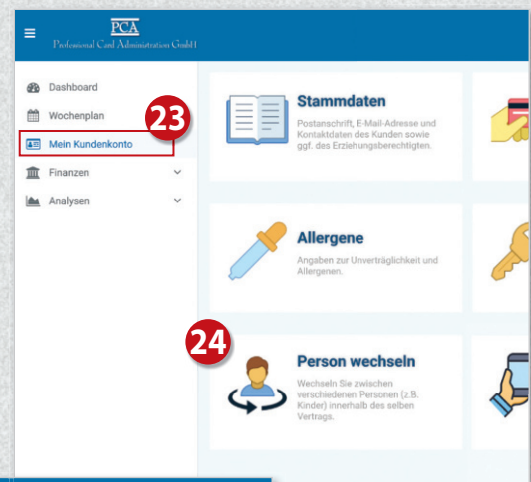 PCA
Professional Card Administration GmbH
Dashboard
Wochenplan
23
Mein Kundenkonto
Finanzen
Analysen
Stammdaten
Postanschrift, E-Mail-Adresse und
Kontaktdaten des Kunden sowie
ggf. des Erziehungsberechtigten.
Allergene
Angaben zur Unverträglichkeit und
Allergenen.
24
Person wechseln
Wechseln Sie zwischen
verschiedenen Personen (z.B.
Kinder) innerhalb des selben
Vertrags.